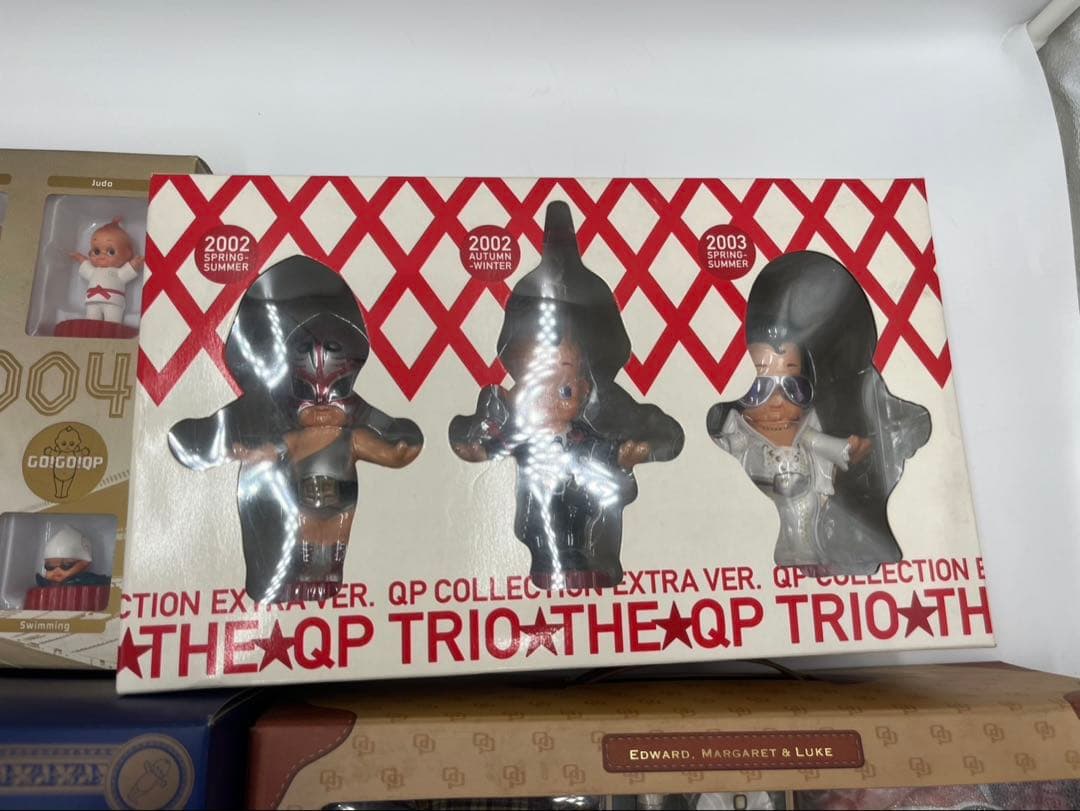 Judo
004
GO!GO!QP
Swimming
2002
SPRING-
SUMMER
2002
AUTUMN
-WINTER
2003
SPRING-
SUMMER
CTION EXTRA VER. QP COLLECTION EXTRA VER. QP COLLECTION E
★THE★QP TRIO★THE★QP TRIO★TH
EDWARD, MARGARET & LUKE